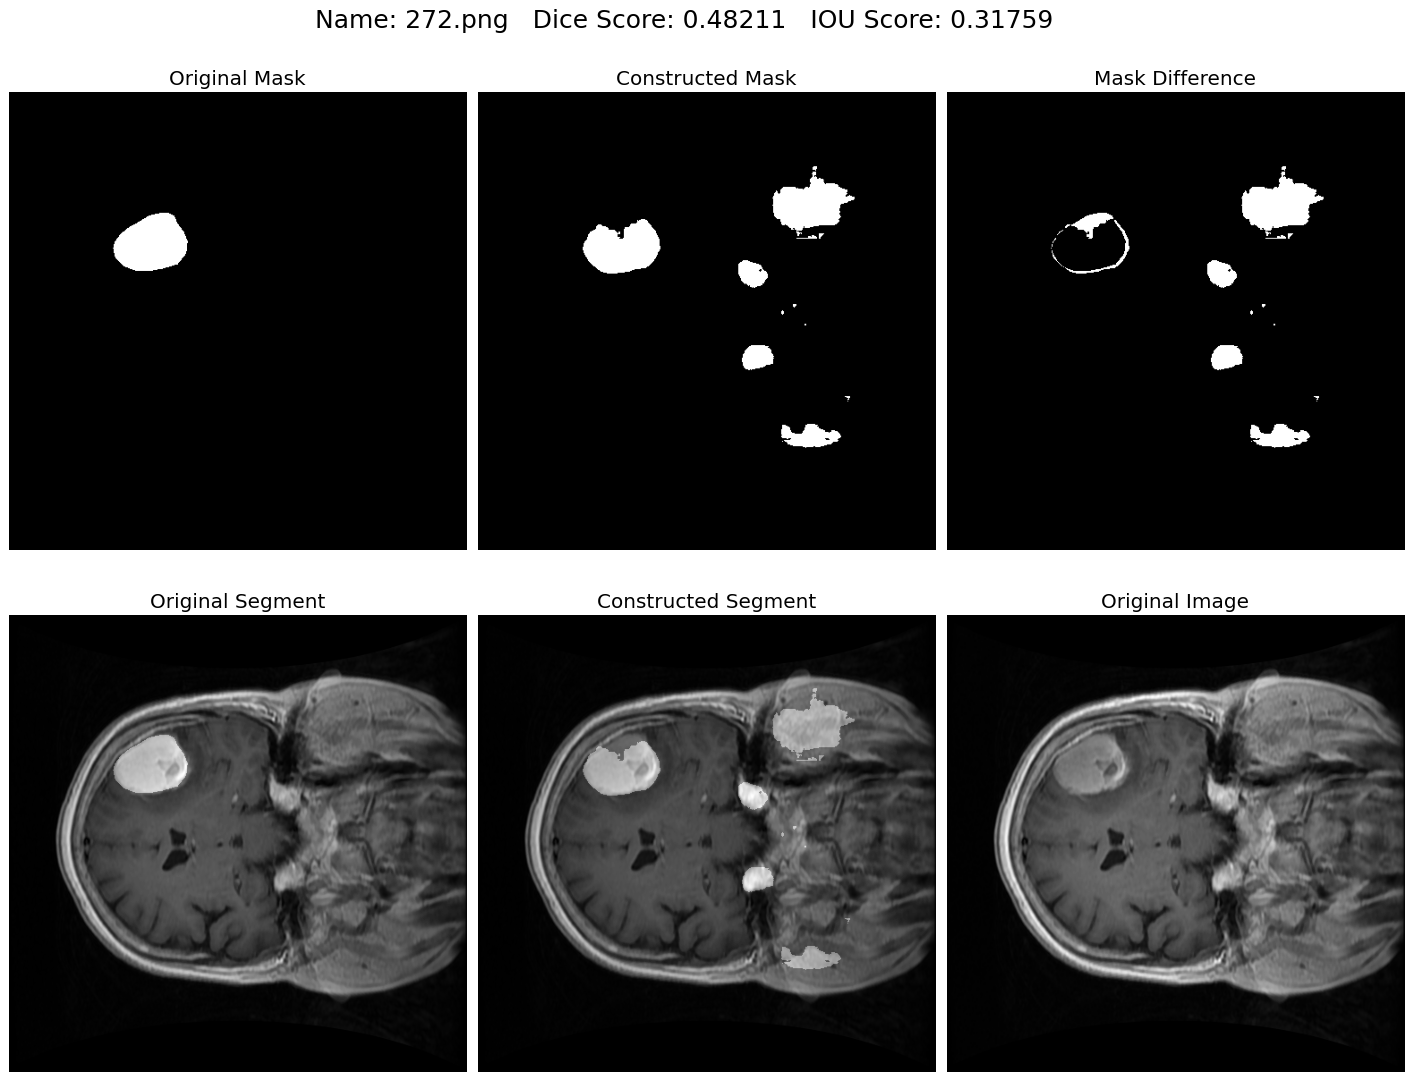 Name: 272.png   Dice Score: 0.48211   IOU Score: 0.31759
Original Mask
Constructed Mask
Mask Difference
Original Segment
Constructed Segment
Original Image